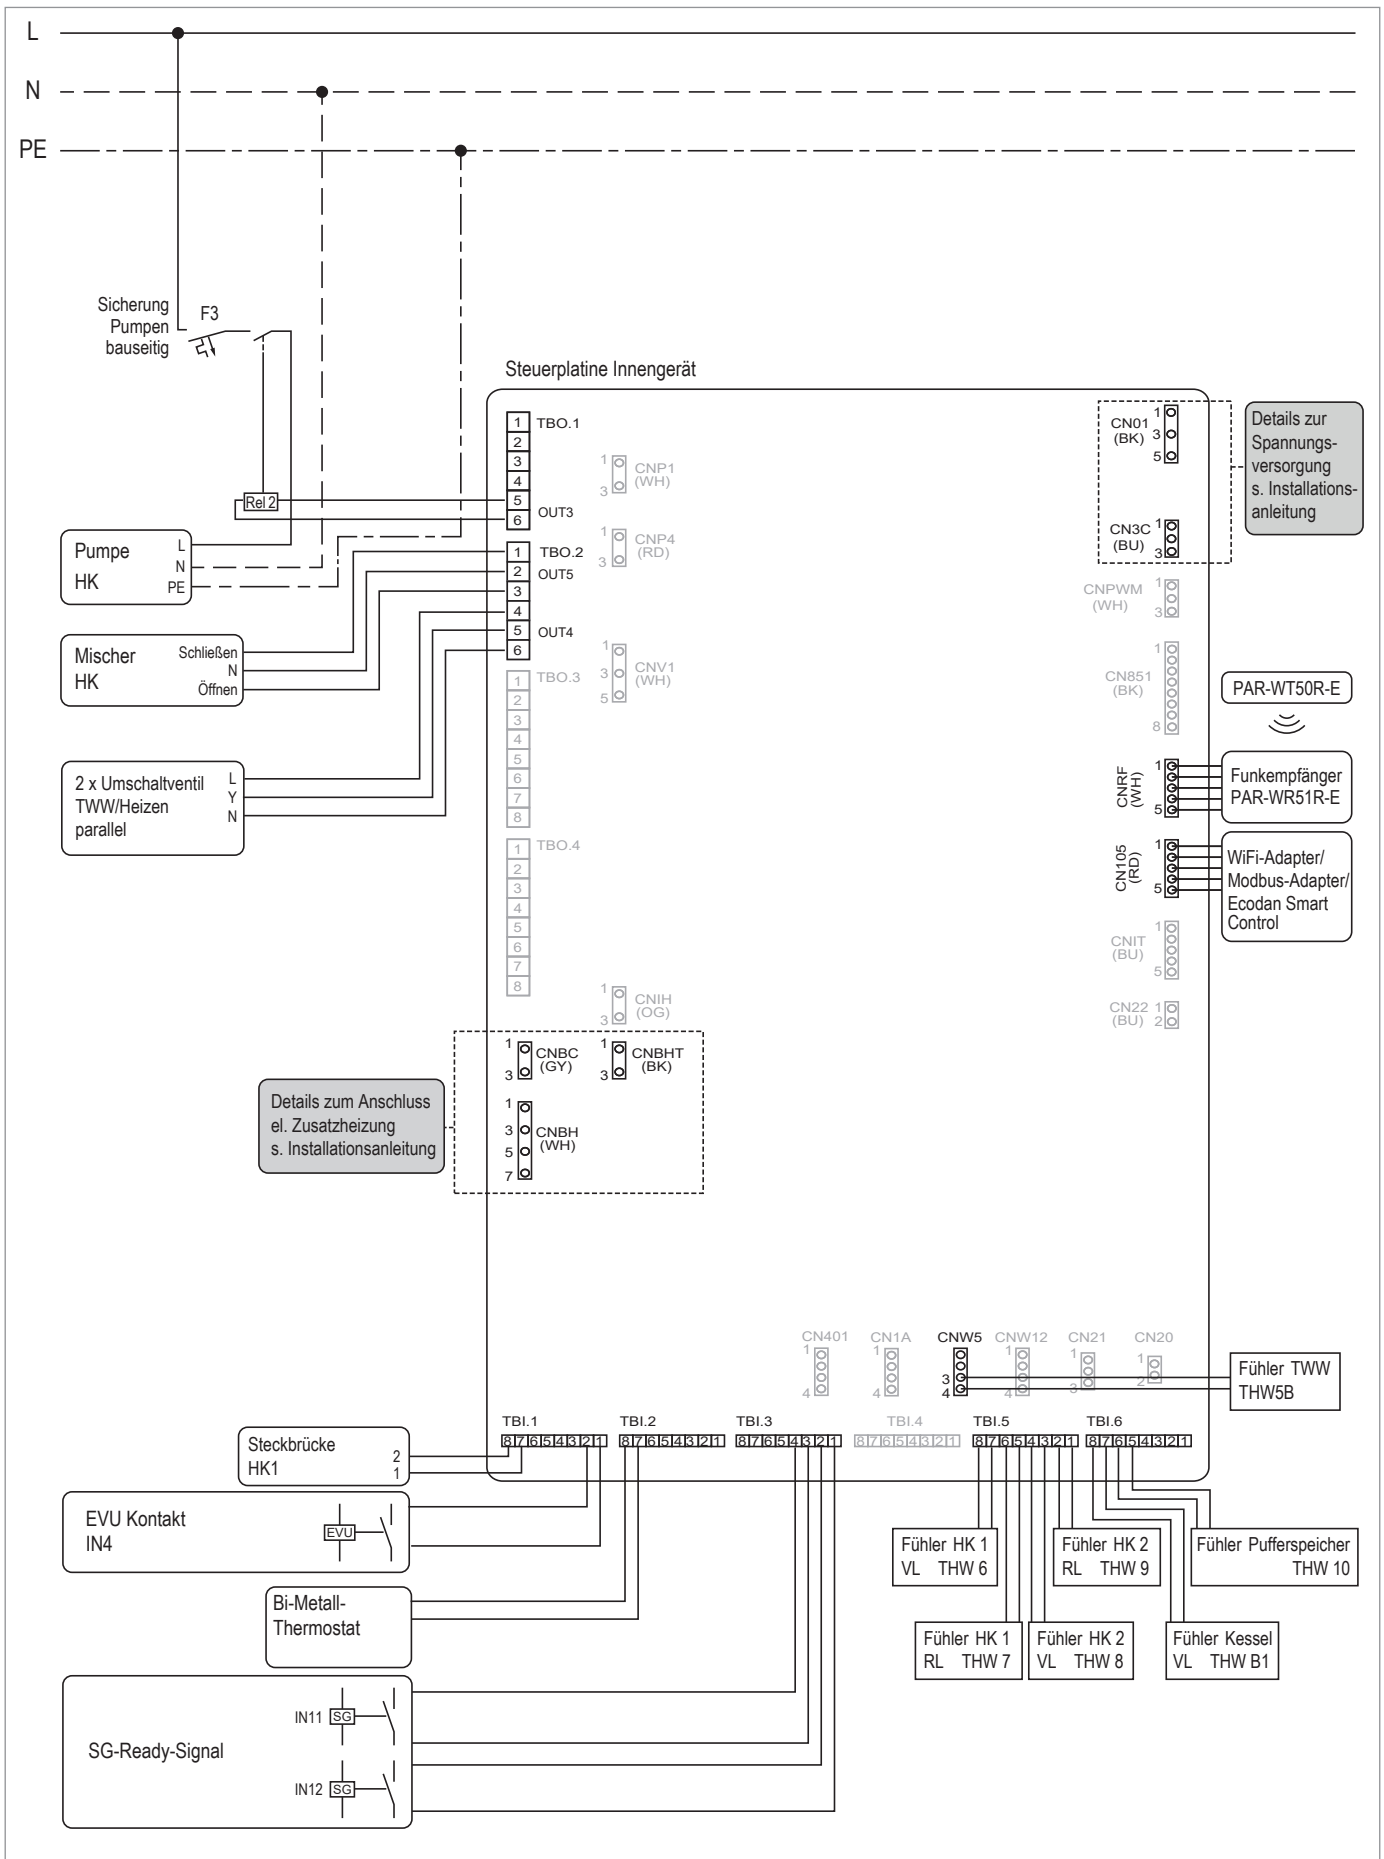 L
N
PE
Sicherung
Pumpen
bauseitig
F3
Steuerplatine Innengerät
1 TBO.1
2
3
4
5
6
OUT3
1 TBO.2
2 OUT5
3
4
5 OUT4
6
1 TBO.3
2
3
4
5
6
7
8
1 TBO.4
2
3
4
5
6
7
8
1
3
CNP1
(WH)
1
3
CNP4
(RD)
1
3
5
CNV1
(WH)
1
3
CNIH
(OG)
1
3
CNBC
(GY)
1
3
CNBHT
(BK)
1
3
5
7
CNBH
(WH)
Rel 2
Pumpe
HK
L
N
PE
Mischer
HK
Schließen
N
Öffnen
2 x Umschaltventil
TWW/Heizen
parallel
L
Y
N
Details zum Anschluss
el. Zusatzheizung
s. Installationsanleitung
CN01
(BK)
1
3
5
CN3C
(BU)
1
3
Details zur
Spannungs-
versorgung
s. Installations-
anleitung
CNPWM
(WH)
1
3
CN851
(BK)
1
8
PAR-WT50R-E
CNRF
(WH)
1
5
Funkempfänger
PAR-WR51R-E
CN105
(RD)
1
5
WiFi-Adapter/
Modbus-Adapter/
Ecodan Smart
Control
CNIT
(BU)
1
5
CN22
(BU)
1
2
CN401
1
4
CN1A
1
4
CNW5
3
4
CNW12
1
4
CN21
1
3
CN20
1
2
Fühler TWW
THW5B
TBI.1
8 7 6 5 4 3 2 1
TBI.2
8 7 6 5 4 3 2 1
TBI.3
8 7 6 5 4 3 2 1
TBI.4
8 7 6 5 4 3 2 1
TBI.5
8 7 6 5 4 3 2 1
TBI.6
8 7 6 5 4 3 2 1
Steckbrücke
HK1
2
1
EVU Kontakt
IN4
EVU
Bi-Metall-
Thermostat
SG-Ready-Signal
IN11 SG
IN12 SG
Fühler HK 1
VL THW 6
Fühler HK 2
RL THW 9
Fühler Pufferspeicher
THW 10
Fühler HK 1
RL THW 7
Fühler HK 2
VL THW 8
Fühler Kessel
VL THW B1